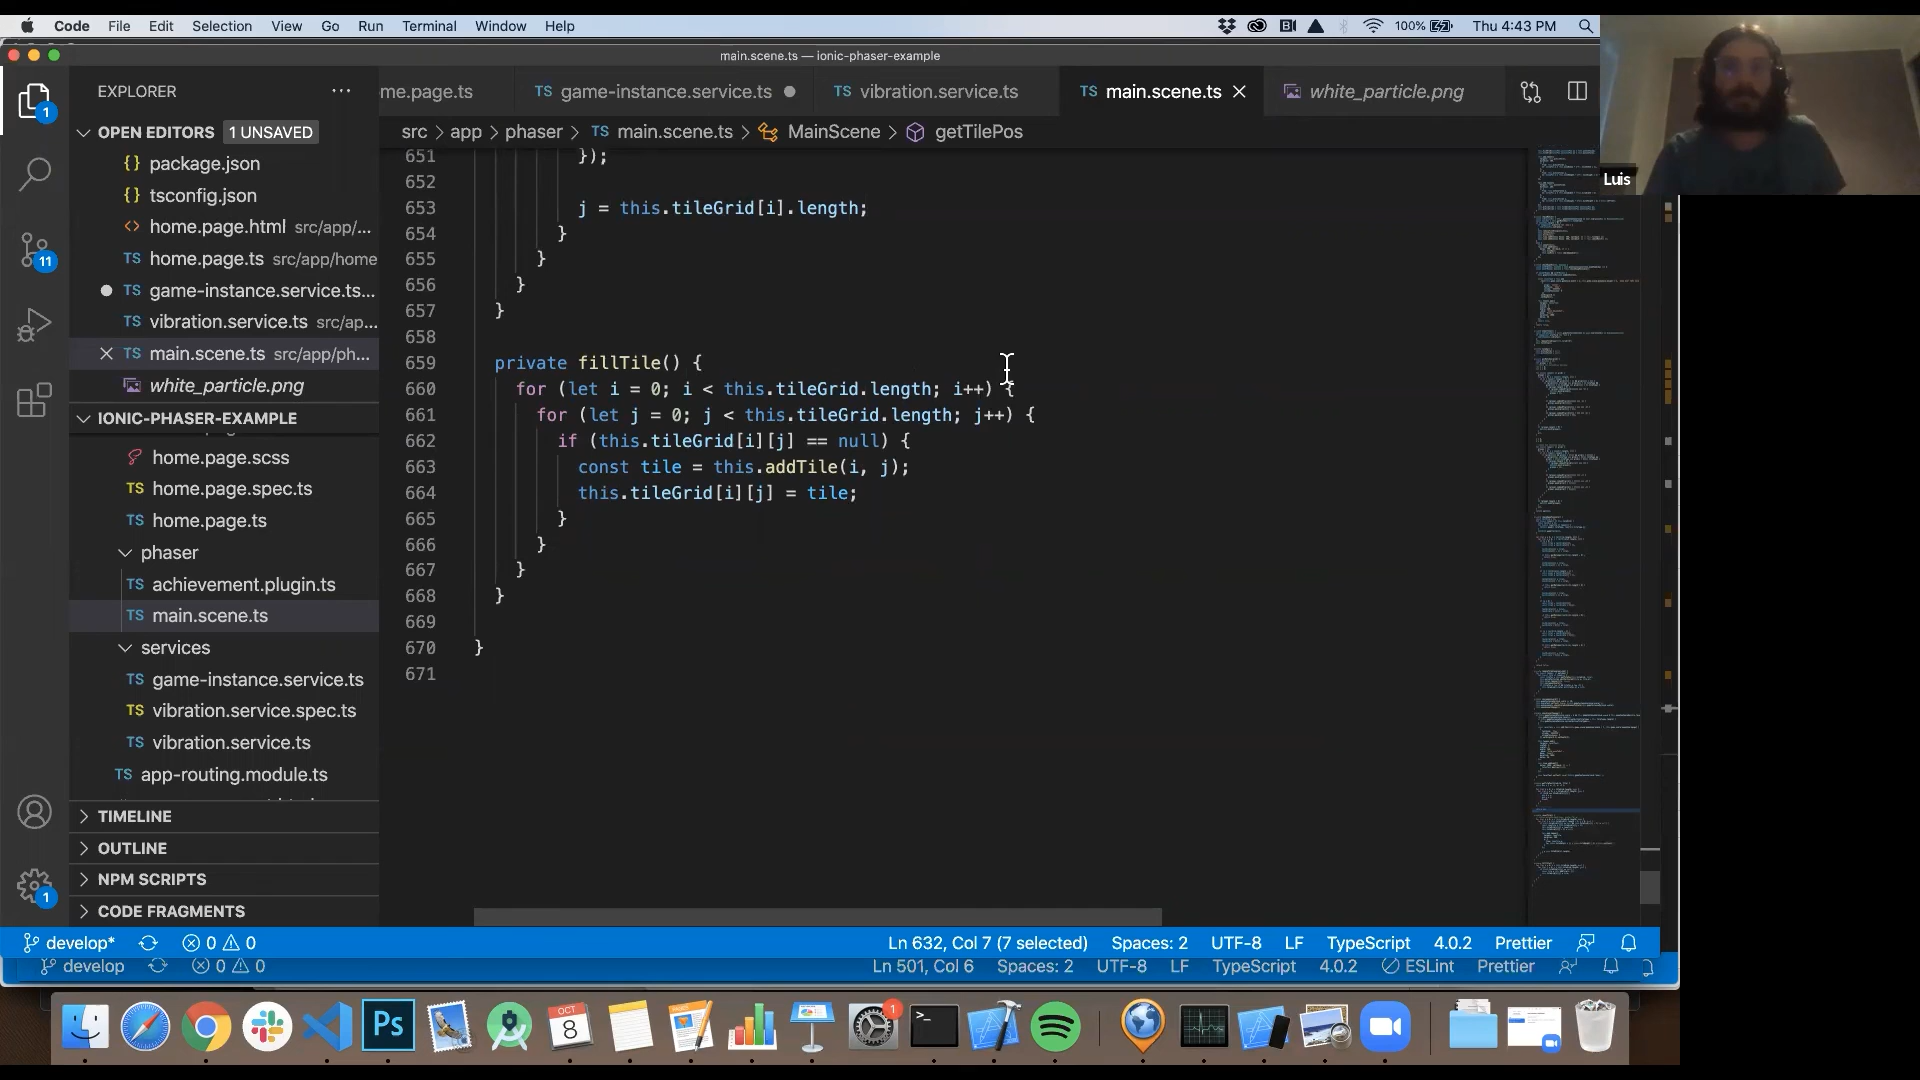 Code File Edit Selection View Go Run Terminal Window Help 100% Thu 4:43 PM
main.scene.ts — ionic-phaser-example
EXPLORER
me.page.ts TS game-instance.service.ts TS vibration.service.ts TS main.scene.ts white_particle.png
OPEN EDITORS 1 UNSAVED
{} package.json
{} tsconfig.json
<> home.page.html src/app/...
TS home.page.ts src/app/home
TS game-instance.service.ts...
TS vibration.service.ts src/ap...
TS main.scene.ts src/app/ph...
white_particle.png
IONIC-PHASER-EXAMPLE
home.page.scss
TS home.page.spec.ts
TS home.page.ts
phaser
TS achievement.plugin.ts
TS main.scene.ts
services
TS game-instance.service.ts
TS vibration.service.spec.ts
TS vibration.service.ts
TS app-routing.module.ts
TIMELINE
OUTLINE
NPM SCRIPTS
CODE FRAGMENTS
1
11
1
src > app > phaser > TS main.scene.ts > MainScene > getTilePos
651 });
652
653 j = this.tileGrid[i].length;
654 }
655 }
656 }
657 }
658
659 private fillTile() {
660 for (let i = 0; i < this.tileGrid.length; i++) {
661 for (let j = 0; j < this.tileGrid.length; j++) {
662 if (this.tileGrid[i][j] == null) {
663 const tile = this.addTile(i, j);
664 this.tileGrid[i][j] = tile;
665 }
666 }
667 }
668 }
669
670 }
671
Luis
develop* 0 0 Ln 632, Col 7 (7 selected) Spaces: 2 UTF-8 LF TypeScript 4.0.2 Prettier
develop 0 0 Ln 501, Col 6 Spaces: 2 UTF-8 LF TypeScript 4.0.2 ESLint Prettier
Ps
OCT
8
1
>_